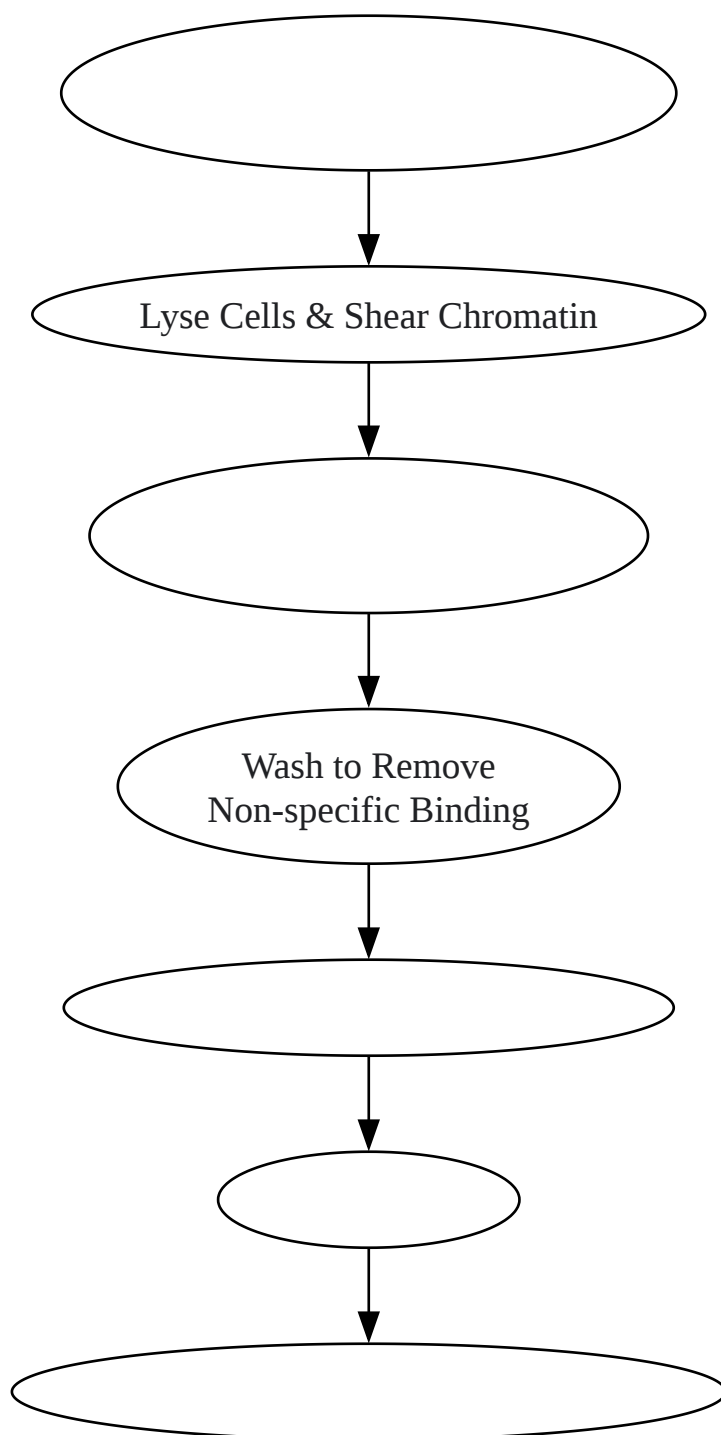 Lyse Cells & Shear Chromatin
Wash to Remove
Non-specific Binding